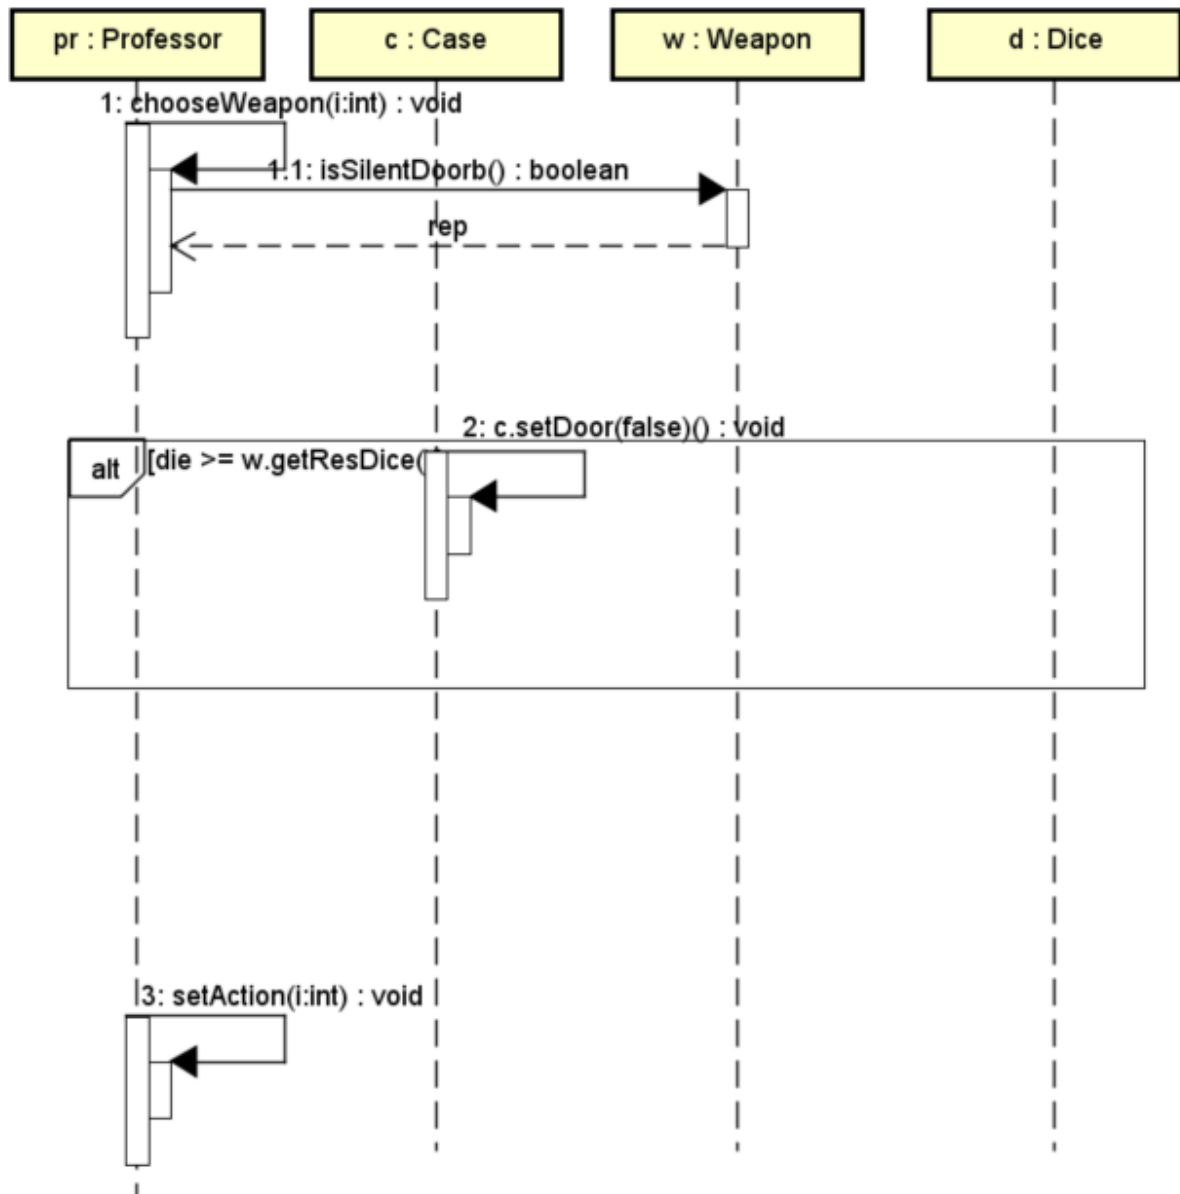 pr : Professor
c : Case
w : Weapon
d : Dice
1: chooseWeapon(i:int) : void
1.1: isSilentDoorb() : boolean
rep
2: c.setDoor(false)() : void
alt
[die >= w.getResDice(
3: setAction(i:int) : void